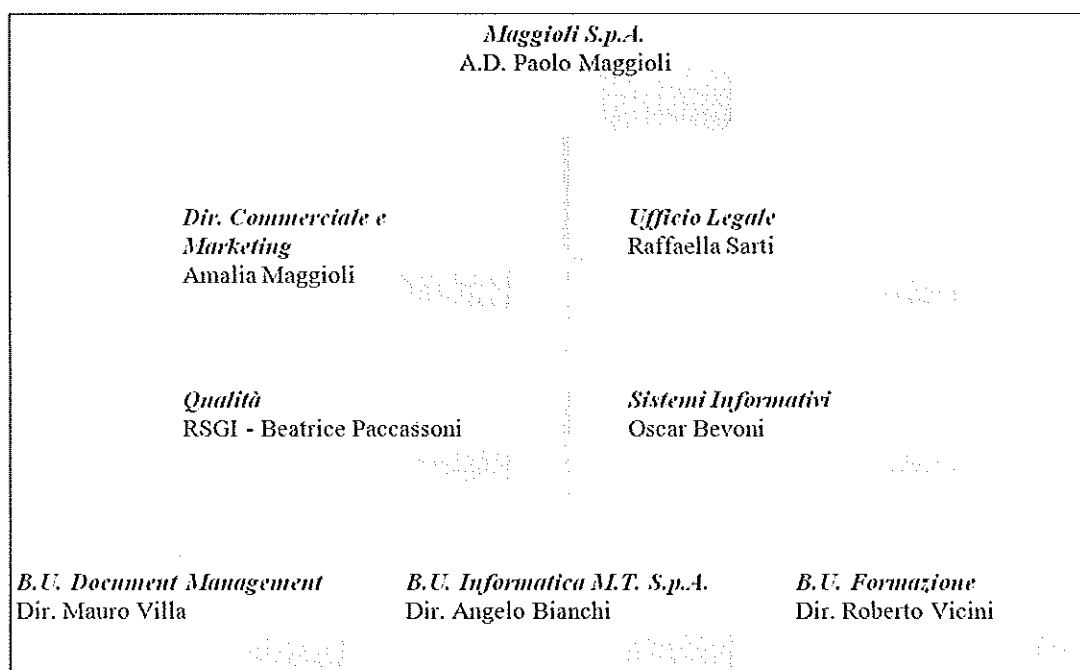 Maggioli S.p.A.
A.D. Paolo Maggioli
Dir. Commerciale e
Marketing
Amalia Maggioli
Ufficio Legale
Raffaella Sarti
Qualità
RSGI - Beatrice Paccassoni
Sistemi Informativi
Oscar Bevoni
B.U. Document Management
Dir. Mauro Villa
B.U. Informatica M.T. S.p.A.
Dir. Angelo Bianchi
B.U. Formazione
Dir. Roberto Vicini